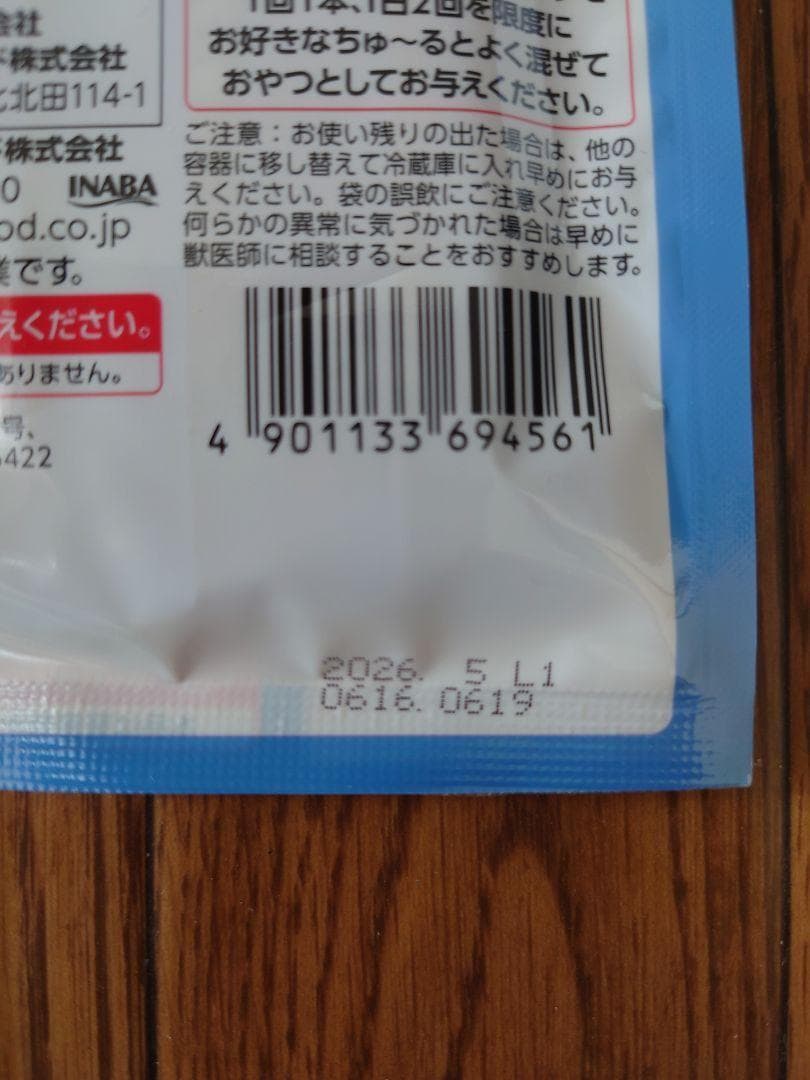 会社
株式会社
北田114-1
株式会社
0 INABA
od.co.jp
業です。
えください。
ありません。
号、
6422
1回1本、1日2回を限度に
お好きなちゅ～るとよく混ぜて
おやつとしてお与えください。
ご注意：お使い残りの出た場合は、他の
容器に移し替えて冷蔵庫に入れ早めにお与
えください。袋の誤飲にご注意ください。
何らかの異常に気づかれた場合は早めに
獣医師に相談することをおすすめします。
4 901133 694561
2026. 5 L1
0616. 0619